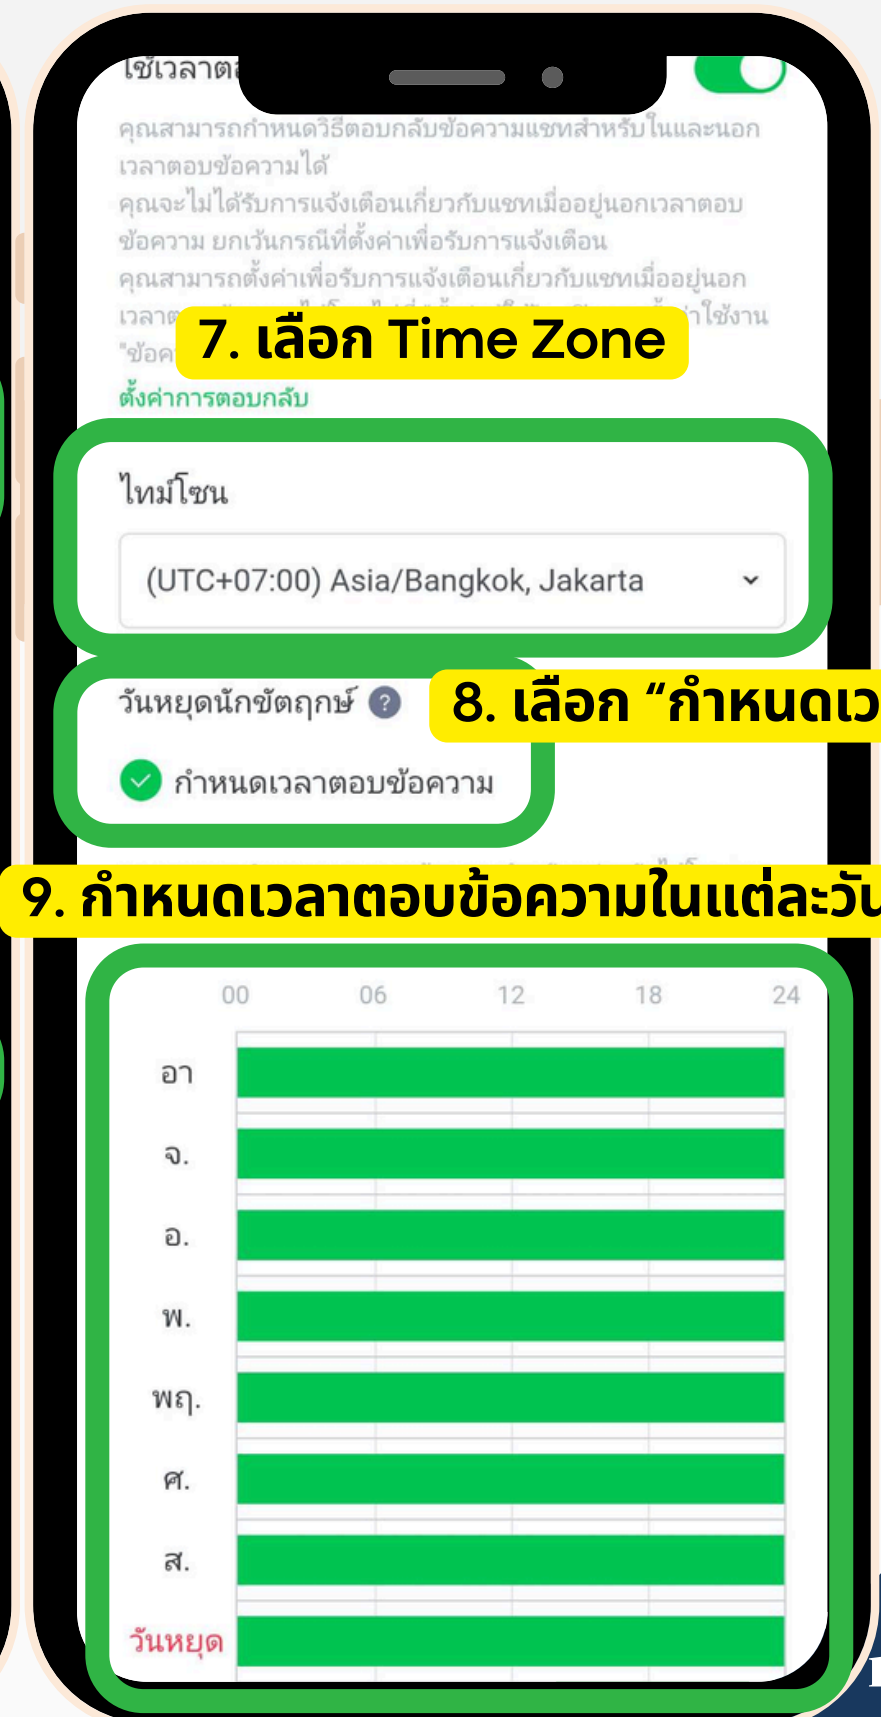 ใช้เวลาตอ
คุณสามารถกำหนดวิธีตอบกลับข้อความแชทสำหรับในและนอก
เวลาตอบข้อความได้
คุณจะไม่ได้รับการแจ้งเตือนเกี่ยวกับแชทเมื่ออยู่นอกเวลาตอบ
ข้อความ ยกเว้นกรณีที่ตั้งค่าเพื่อรับการแจ้งเตือน
คุณสามารถตั้งค่าเพื่อรับการแจ้งเตือนเกี่ยวกับแชทเมื่ออยู่นอก
7. เลือก Time Zone
ตั้งค่าการตอบกลับ
ไทม์โซน
(UTC+07:00) Asia/Bangkok, Jakarta
วันหยุดนักขัตฤกษ์ ?
8. เลือก “กำหนดเว
กำหนดเวลาตอบข้อความ
9. กำหนดเวลาตอบข้อความในแต่ละวัน
00 06 12 18 24
อา
จ.
อ.
พ.
พฤ.
ศ.
ส.
วันหยุด